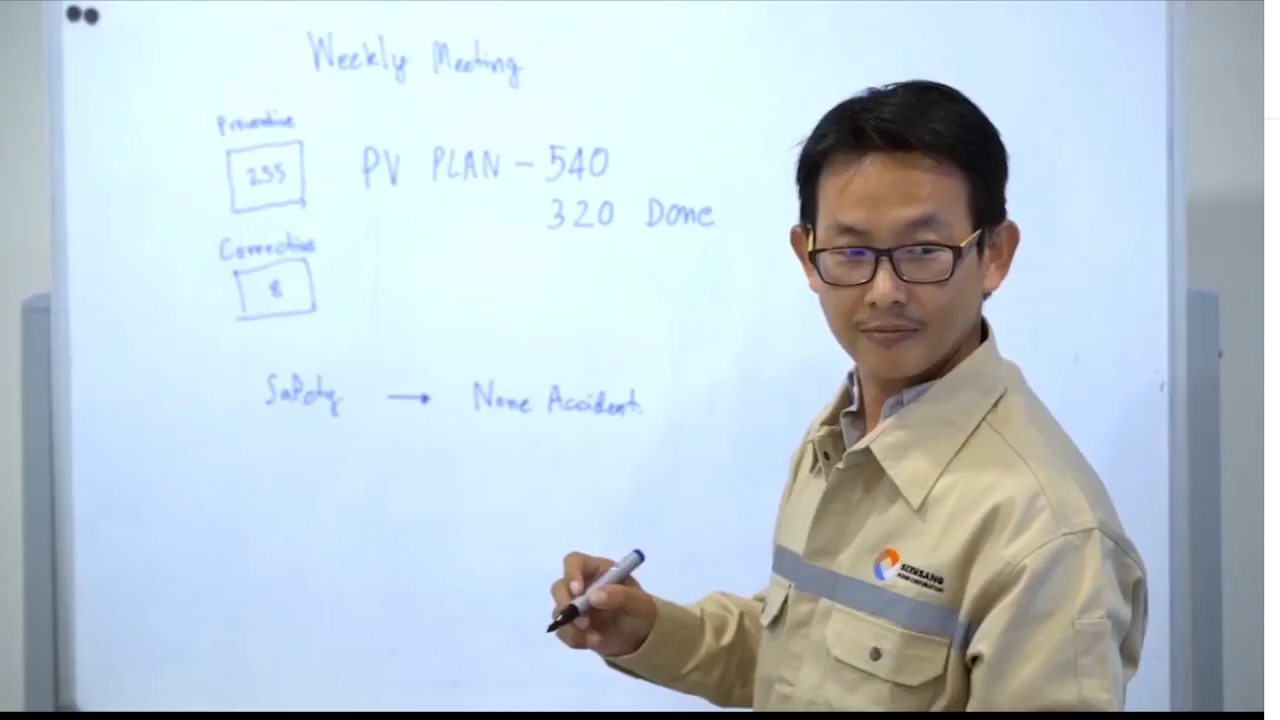 Weekly Meeting
Preventive
255
PV PLAN - 540
320 Done
Corrective
8
Safety → None Accident.